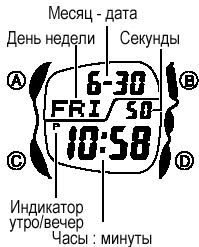 Месяц - дата
День недели
Секунды
A
B
6-30
FRI 50
P
10:58
C
D
Индикатор
утро/вечер
Часы : минуты